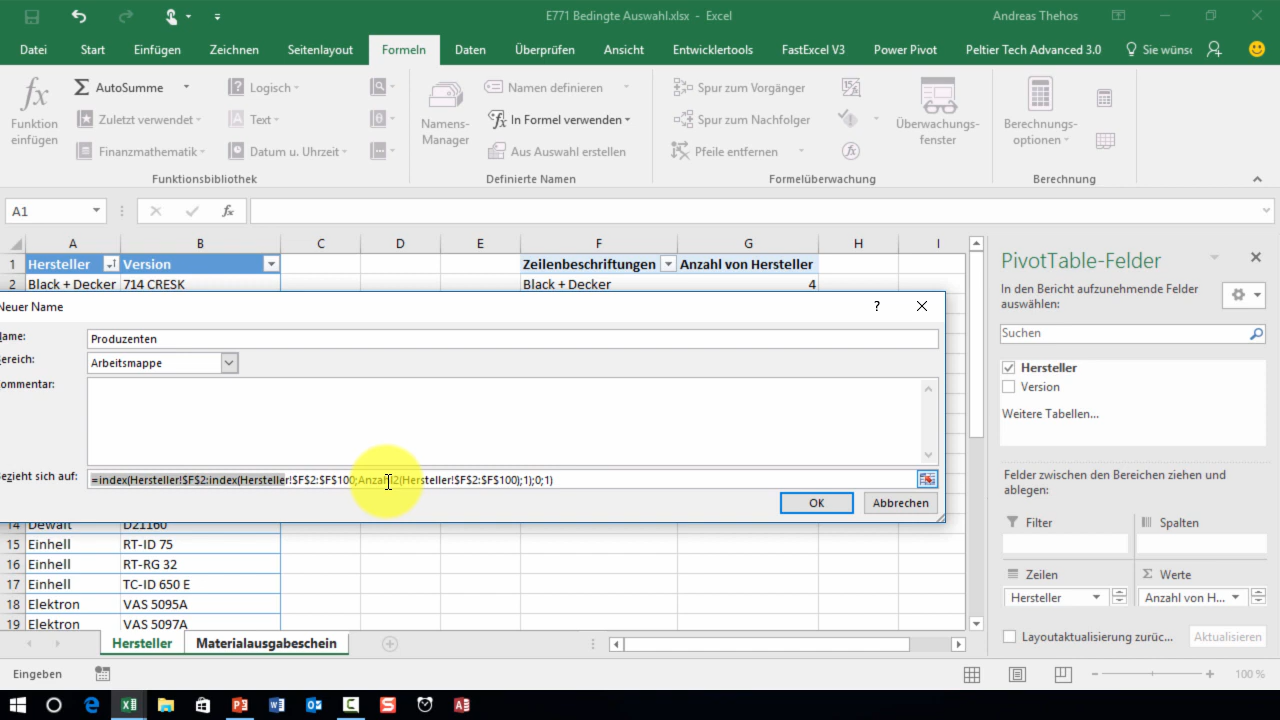 E771 Bedingte Auswahl.xlsx - Excel
Andreas Thehos
Datei Start Einfügen Zeichnen Seitenlayout Formeln Daten Überprüfen Ansicht Entwicklertools FastExcel V3 Power Pivot Peltier Tech Advanced 3.0 Sie wüns
fx
Funktion
einfügen
AutoSumme
Zuletzt verwendet
Finanzmathematik
Logisch
Text
Datum u. Uhrzeit
Funktionsbibliothek
Namens-
Manager
Namen definieren
In Formel verwenden
Aus Auswahl erstellen
Definierte Namen
Spur zum Vorgänger
Spur zum Nachfolger
Pfeile entfernen
Formelüberwachung
Überwachungs-
fenster
Berechnungs-
optionen
Berechnung
A1
fx
A B C D E F G H I
1 Hersteller Version Zeilenbeschriftungen Anzahl von Hersteller
2 Black + Decker 714 CRESK Black + Decker 4
Neuer Name
?
Name: Produzenten
Bereich: Arbeitsmappe
Kommentar:
Bezieht sich auf: =index(Hersteller!$F$2:index(Hersteller!$F$2:$F$100;Anzahl2(Hersteller!$F$2:$F$100);1);0;1)
OK Abbrechen
14 Dewalt D21160
15 Einhell RT-ID 75
16 Einhell RT-RG 32
17 Einhell TC-ID 650 E
18 Elektron VAS 5095A
19 Elektron VAS 5097A
Hersteller Materialausgabeschein
Eingeben
100 %
PivotTable-Felder
In den Bericht aufzunehmende Felder
auswählen:
Suchen
Hersteller
Version
Weitere Tabellen...
Felder zwischen den Bereichen ziehen und
ablegen:
Filter
Spalten
Zeilen
Werte
Hersteller
Anzahl von H...
Layoutaktualisierung zurüc...
Aktualisieren